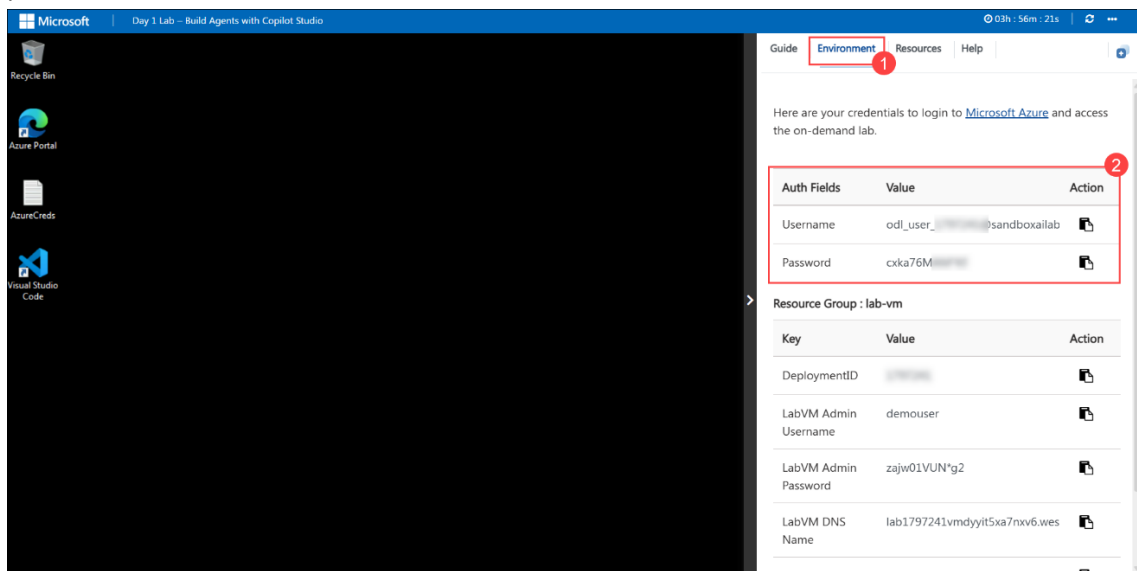 Microsoft
Day 1 Lab – Build Agents with Copilot Studio
03h : 56m : 21s
Recycle Bin
Azure Portal
AzureCreds
Visual Studio
Code
Guide Environment Resources Help
1
Here are your credentials to login to Microsoft Azure and access
the on-demand lab.
2
Auth Fields Value Action
Username odl_user_ @sandboxailab
Password cxka76M
Resource Group : lab-vm
Key Value Action
DeploymentID
LabVM Admin
Username
demouser
LabVM Admin
Password
zajw01VUN*g2
LabVM DNS
Name
lab1797241vmdyyit5xa7nxv6.wes